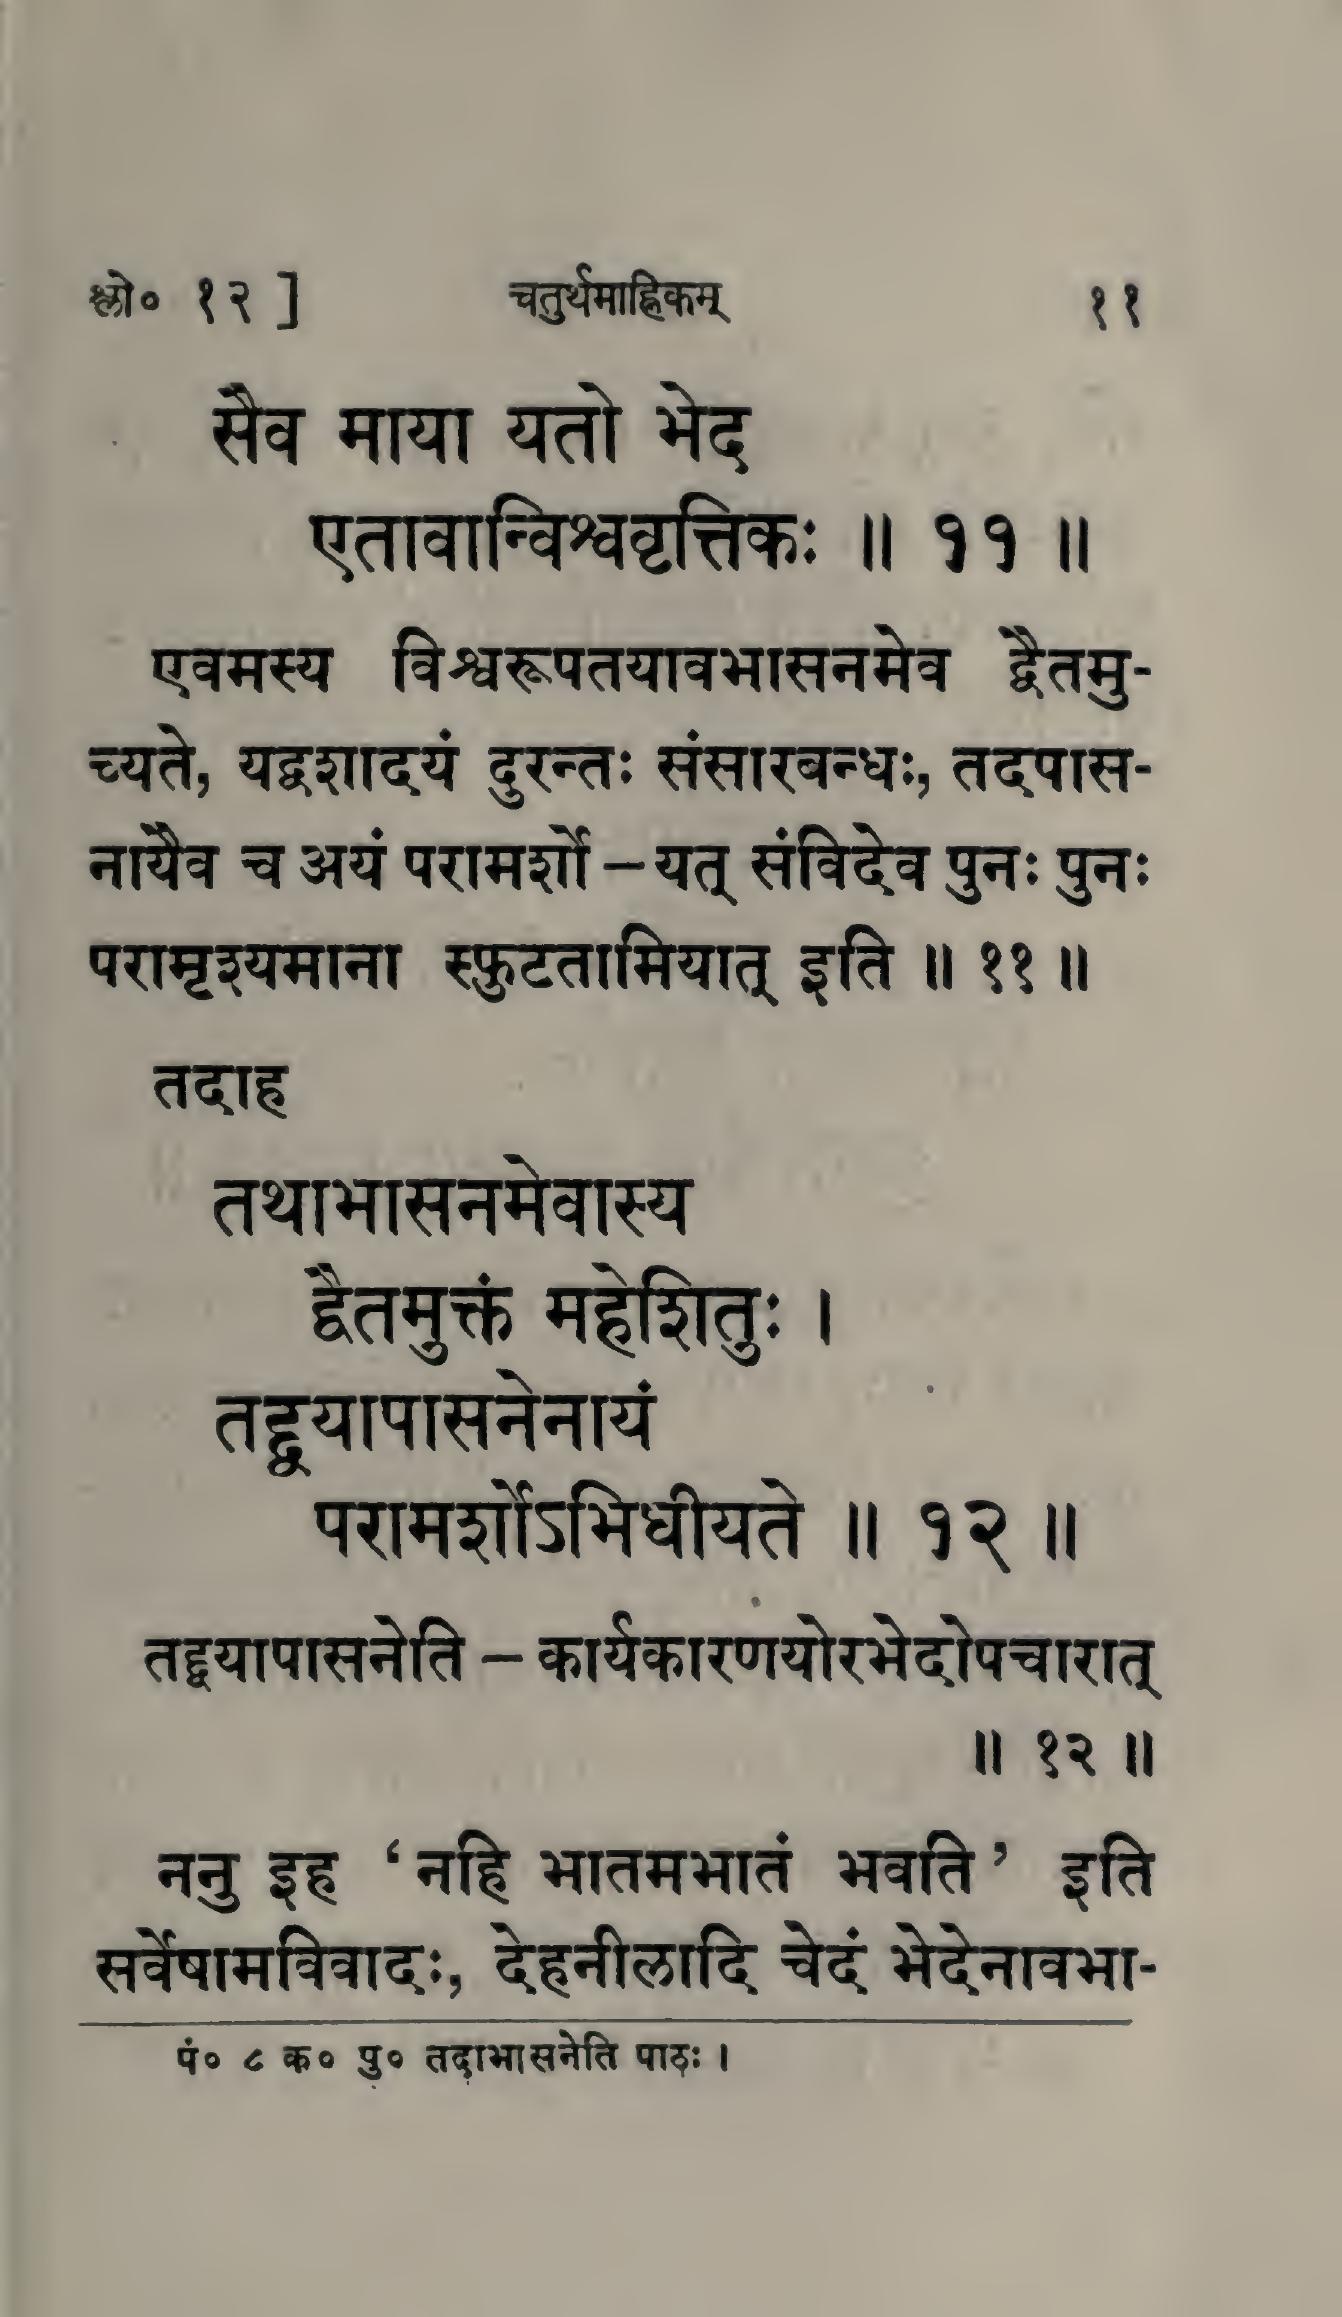 श्लो० १२ ] चतुर्थमाह्निकम् ११
सैव माया यतो भेद
एतावान्विश्ववृत्तिकः ॥ ११ ॥
एवमस्य विश्वरूपतयावभासनमेव द्वैतमु-
च्यते, यद्वशादयं दुरन्तः संसारबन्धः, तदपास-
नायैव च अयं परामर्शो – यत् संविदेव पुनः पुनः
परामृश्यमाना स्फुटतामियात् इति ॥ ११ ॥
तदाह
तथाभासनमेवास्य
द्वैतमुक्तं महेशितुः ।
तद्द्वयापासनेनायं
परामर्शोऽभिधीयते ॥ १२ ॥
तद्द्वयापासनेति – कार्यकारणयोरभेदोपचारात्
॥ १२ ॥
ननु इह ‘नहि भातमभातं भवति’ इति
सर्वेषामविवादः, देहनीलादि चेदं भेदेनावभा-
पं० ८ क० पु० तदाभासनेति पाठः ।